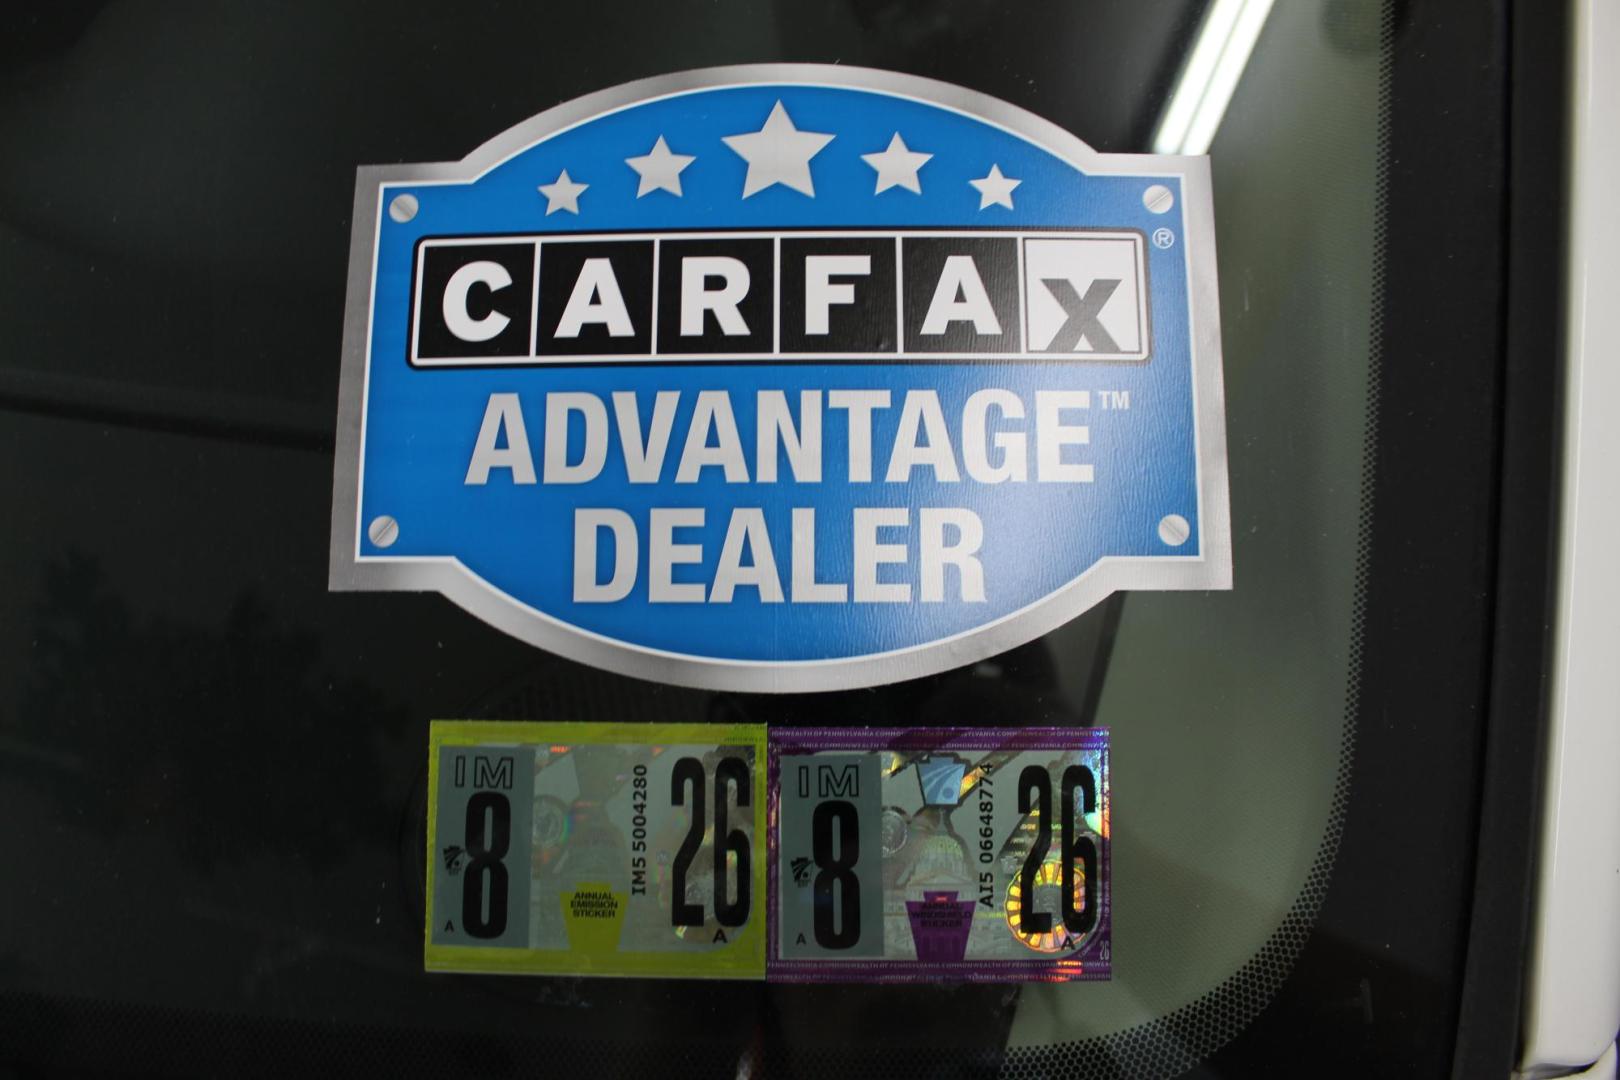 CARFAX®
ADVANTAGE™
DEALER
IM
8
A
ANNUAL
EMISSION
STICKER
IM5 5004280
26
A
IM
8
A
ANNUAL
WINDSHIELD
STICKER
AI5 06648774
26
A
26